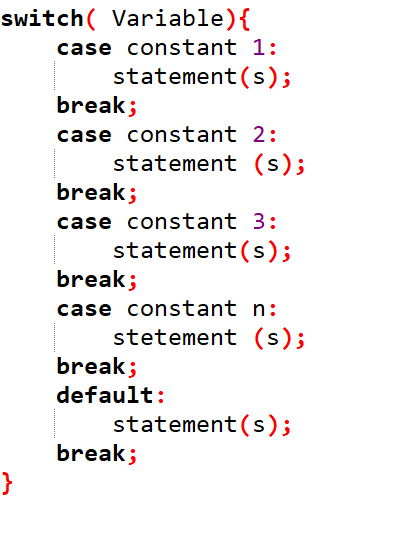 switch( Variable){
    case constant 1:
        statement(s);
    break;
    case constant 2:
        statement (s);
    break;
    case constant 3:
        statement(s);
    break;
    case constant n:
        stetement (s);
    break;
    default:
        statement(s);
    break;
}